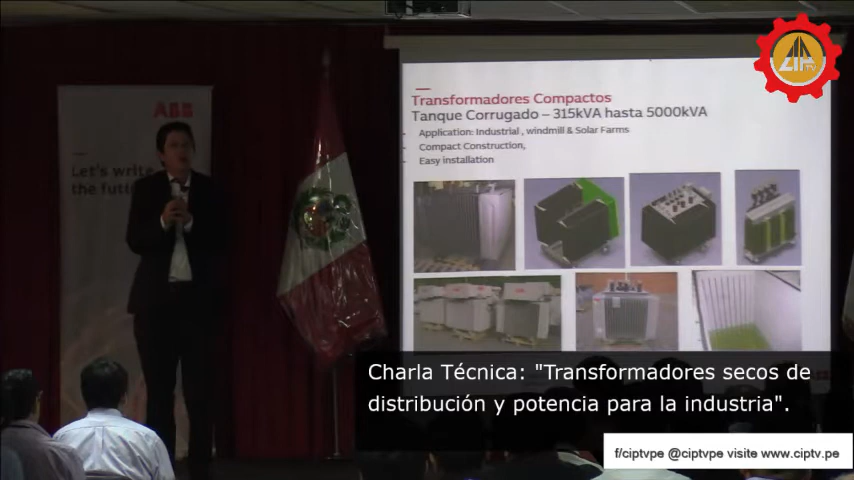 ABB
Let's write
the futu
Transformadores Compactos
Tanque Corrugado – 315kVA hasta 5000kVA
Application: Industrial , windmill & Solar Farms
Compact Construction,
Easy installation
CIP
TV
Charla Técnica: "Transformadores secos de
distribución y potencia para la industria".
f/ciptvpe @ciptvpe visite www.ciptv.pe